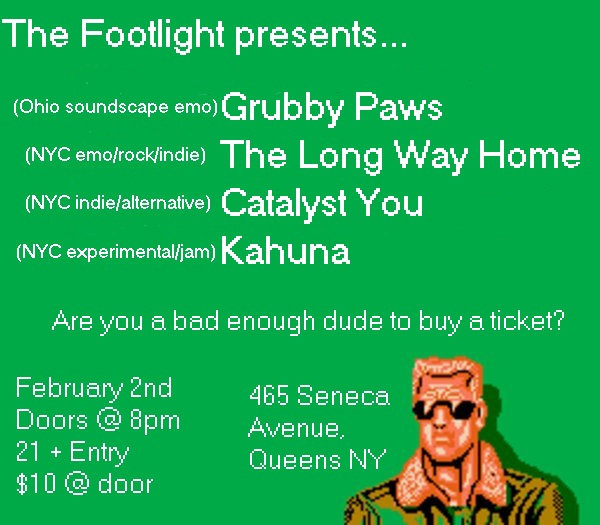 The Footlight presents...
(Ohio soundscape emo) Grubby Paws
(NYC emo/rock/indie) The Long Way Home
(NYC indie/alternative) Catalyst You
(NYC experimental/jam) Kahuna
Are you a bad enough dude to buy a ticket?
February 2nd
Doors @ 8pm
21 + Entry
$10 @ door
465 Seneca
Avenue,
Queens NY